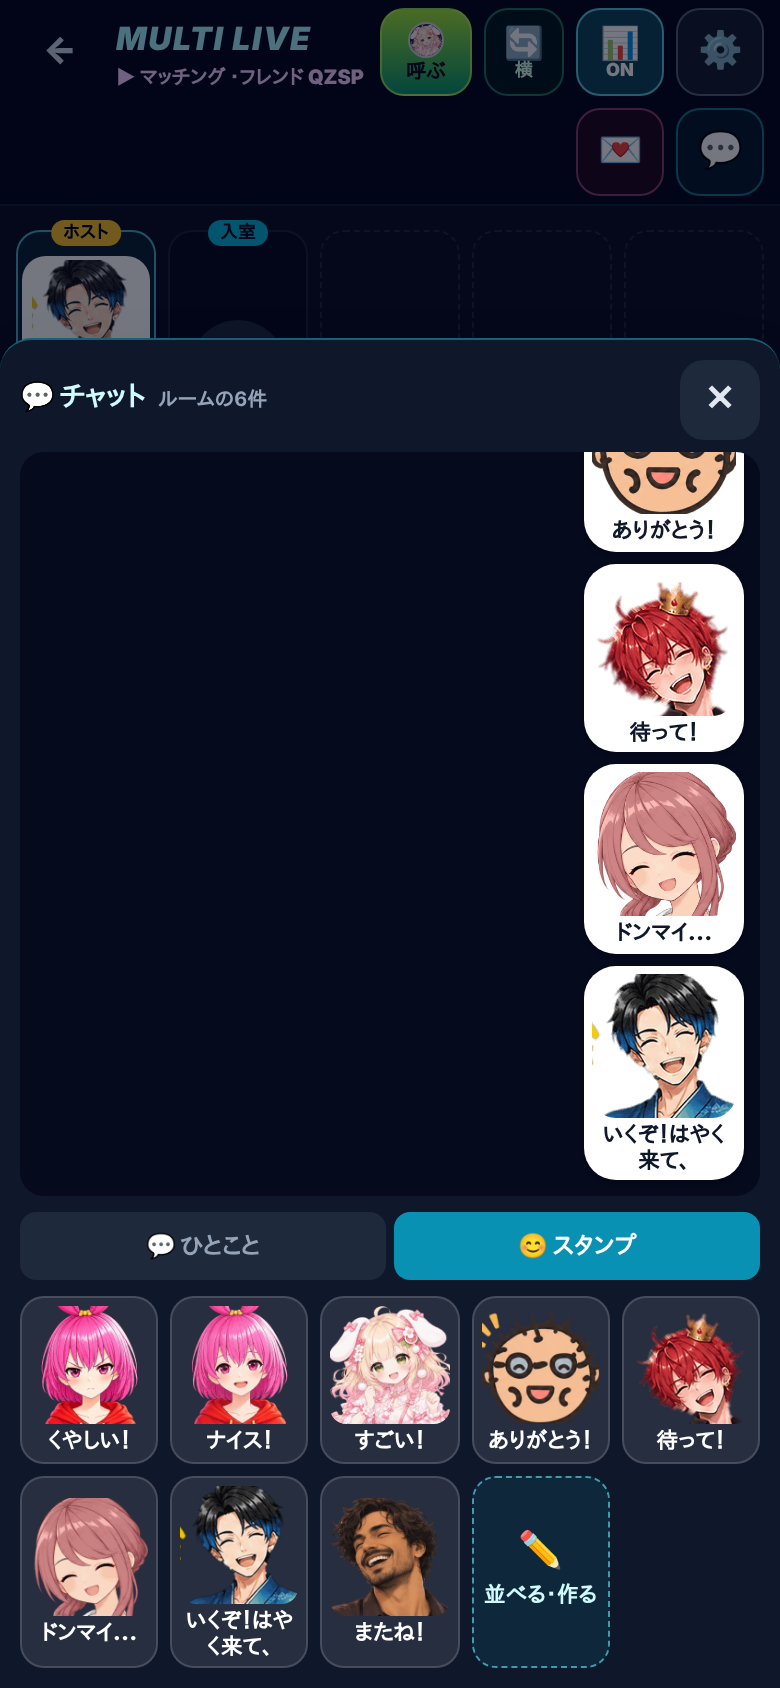 MULTI LIVE
▶ マッチング ・フレンド QZSP
呼ぶ
横
ON
ホスト
入室
チャット ルームの6件
ありがとう!
待って!
ドンマイ...
いくぞ!はやく
来て、
ひとこと
スタンプ
くやしい!
ナイス!
すごい!
ありがとう!
待って!
ドンマイ...
いくぞ!はや
く来て、
またね!
並べる・作る